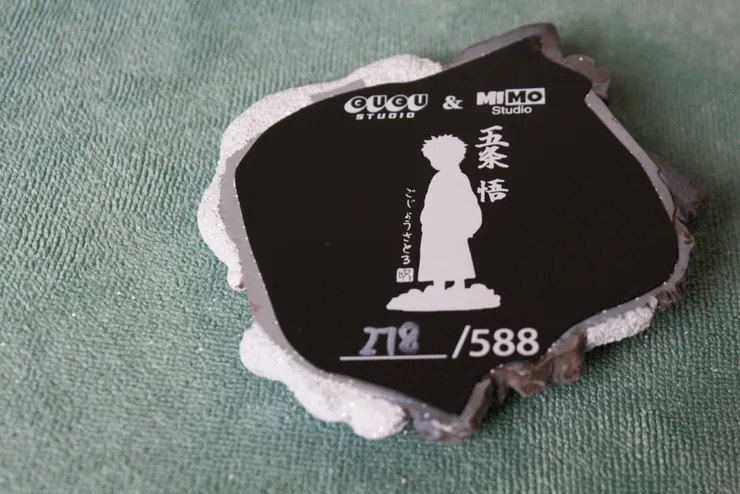 GUGU STUDIO & MIMO Studio
五条 悟
ごじょうさとる
278/588